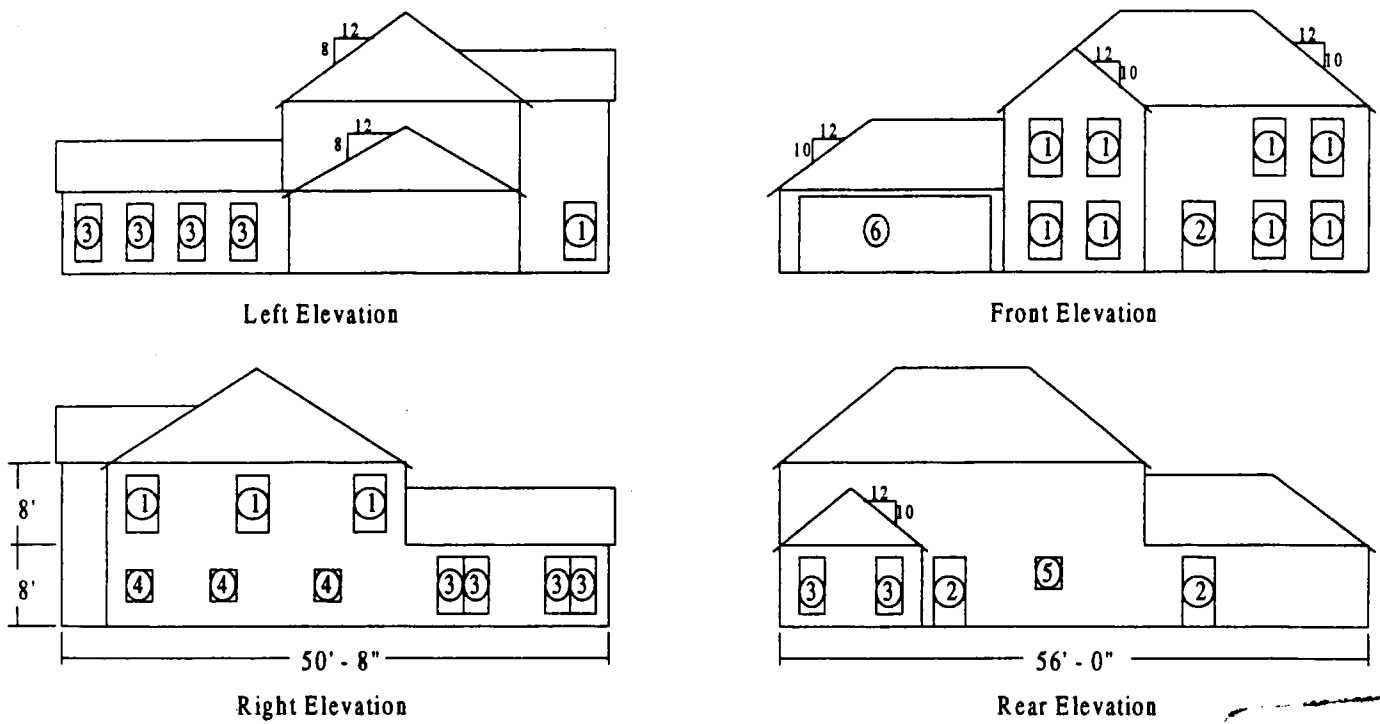 12
8
12
8
3 3 3 3 1
Left Elevation
12
10
12
10
12
10
1 1 1 1
1 1 2 1 1
6
Front Elevation
8'
8'
1 1 1
4 4 4 3 3 3 3
50' - 8"
Right Elevation
12
10
3 3 2 5 2
56' - 0"
Rear Elevation